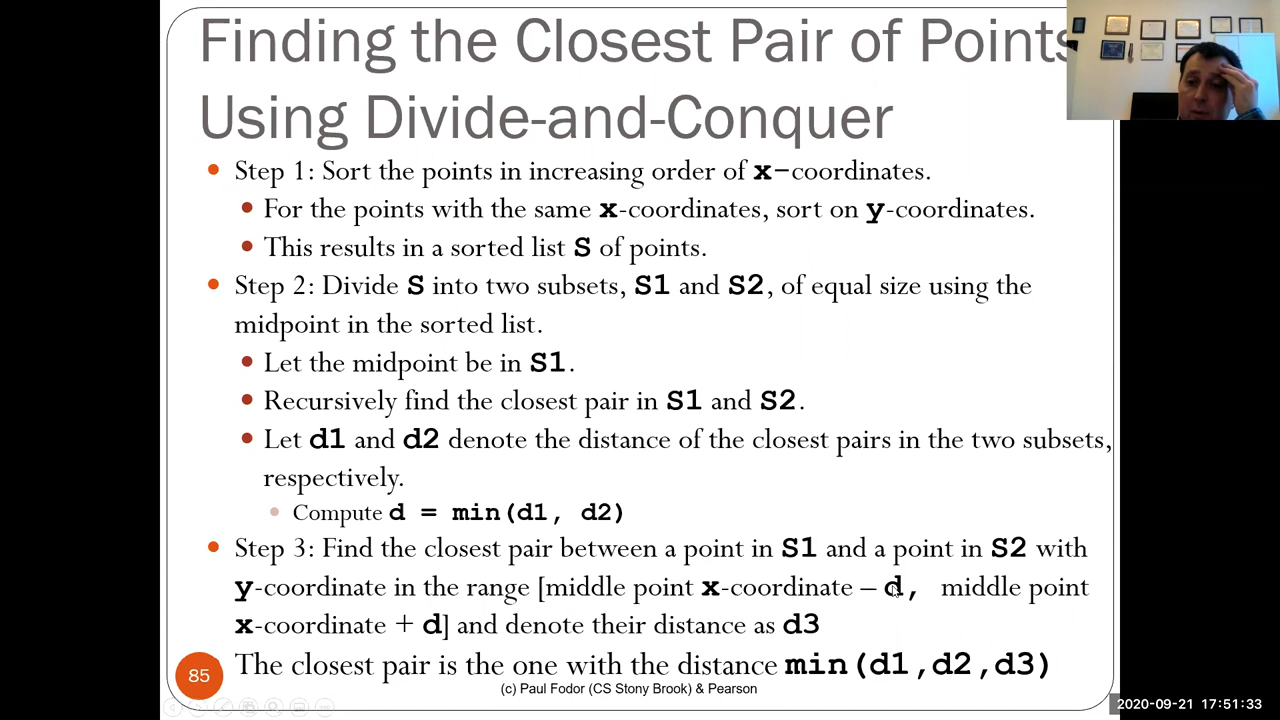 Finding the Closest Pair of Points
Using Divide-and-Conquer
• Step 1: Sort the points in increasing order of x-coordinates.
• For the points with the same x-coordinates, sort on y-coordinates.
• This results in a sorted list S of points.
• Step 2: Divide S into two subsets, S1 and S2, of equal size using the
midpoint in the sorted list.
• Let the midpoint be in S1.
• Recursively find the closest pair in S1 and S2.
• Let d1 and d2 denote the distance of the closest pairs in the two subsets,
respectively.
• Compute d = min(d1, d2)
• Step 3: Find the closest pair between a point in S1 and a point in S2 with
y-coordinate in the range [middle point x-coordinate – d, middle point
x-coordinate + d] and denote their distance as d3
The closest pair is the one with the distance min(d1,d2,d3)
85
(c) Paul Fodor (CS Stony Brook) & Pearson
2020-09-21 17:51:33